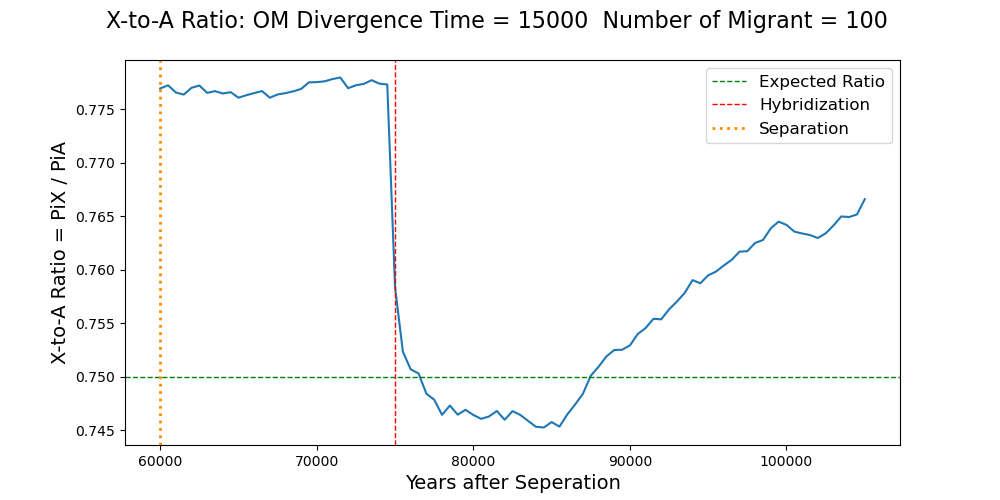 X-to-A Ratio: OM Divergence Time = 15000  Number of Migrant = 100
Expected Ratio
Hybridization
Separation
X-to-A Ratio = PiX / PiA
0.775
0.770
0.765
0.760
0.755
0.750
0.745
60000
70000
80000
90000
100000
Years after Seperation